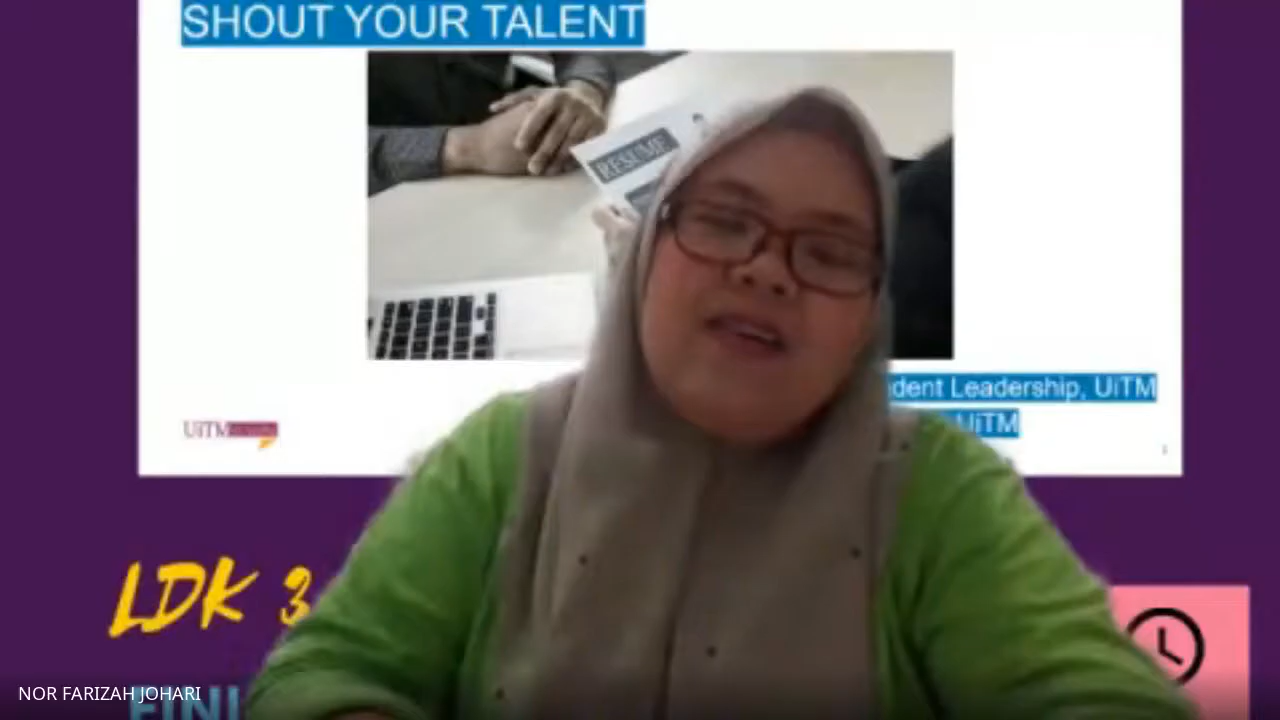 SHOUT YOUR TALENT
RESUME
dent Leadership, UiTM
UiTM
UiTM
LDK 3
NOR FARIZAH JOHARI